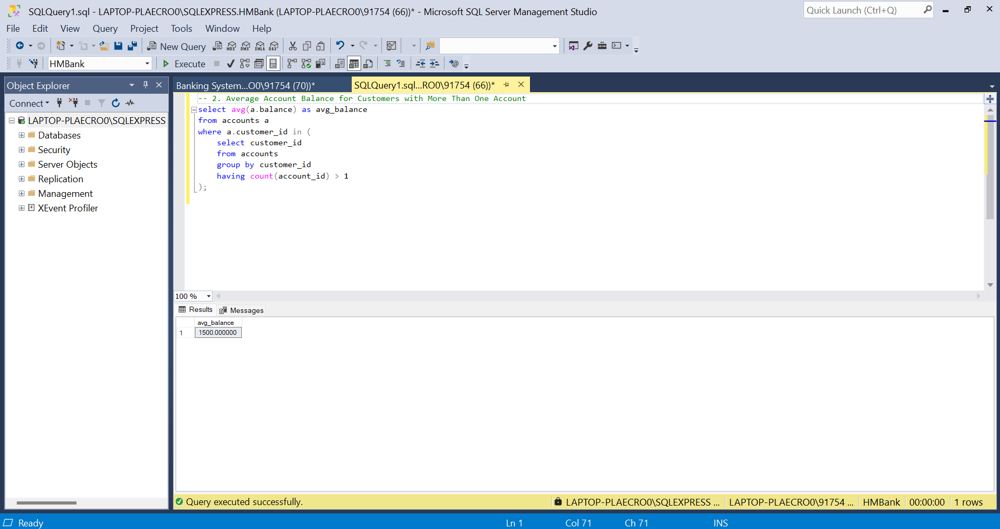 SQLQuery1.sql - LAPTOP-PLAECRO0\SQLEXPRESS.HMBank (LAPTOP-PLAECRO0\91754 (66))* - Microsoft SQL Server Management Studio
Quick Launch (Ctrl+Q)
File Edit View Query Project Tools Window Help
New Query
MDX DMX XMLA DAX
HMBank
Execute
Object Explorer
Banking System...O0\91754 (70))*
SQLQuery1.sql...RO0\91754 (66))*
Connect
LAPTOP-PLAECRO0\SQLEXPRESS
Databases
Security
Server Objects
Replication
Management
XEvent Profiler
-- 2. Average Account Balance for Customers with More Than One Account
select avg(a.balance) as avg_balance
from accounts a
where a.customer_id in (
select customer_id
from accounts
group by customer_id
having count(account_id) > 1
);
100 %
Results Messages
avg_balance
1 1500.000000
Query executed successfully.
LAPTOP-PLAECRO0\SQLEXPRESS ... LAPTOP-PLAECRO0\91754 ... HMBank 00:00:00 1 rows
Ready Ln 1 Col 71 Ch 71 INS